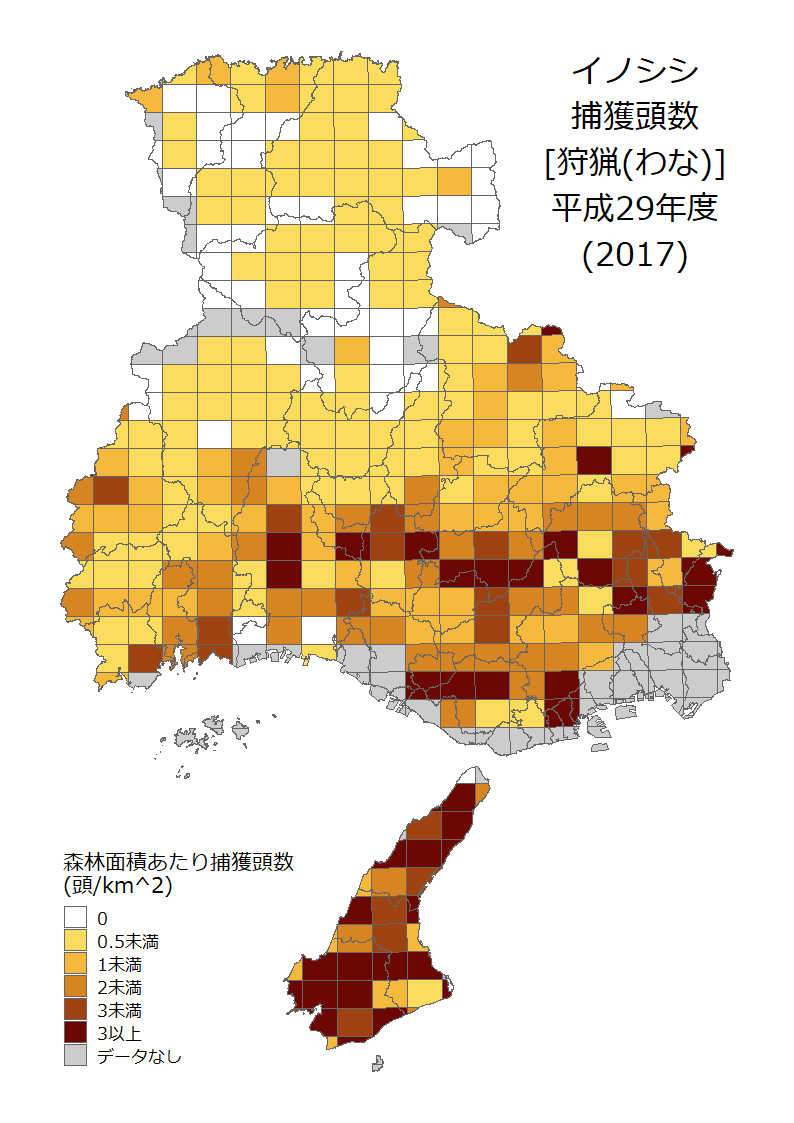 イノシシ
捕獲頭数
[狩猟(わな)]
平成29年度
(2017)
森林面積あたり捕獲頭数
(頭/km^2)
0
0.5未満
1未満
2未満
3未満
3以上
データなし